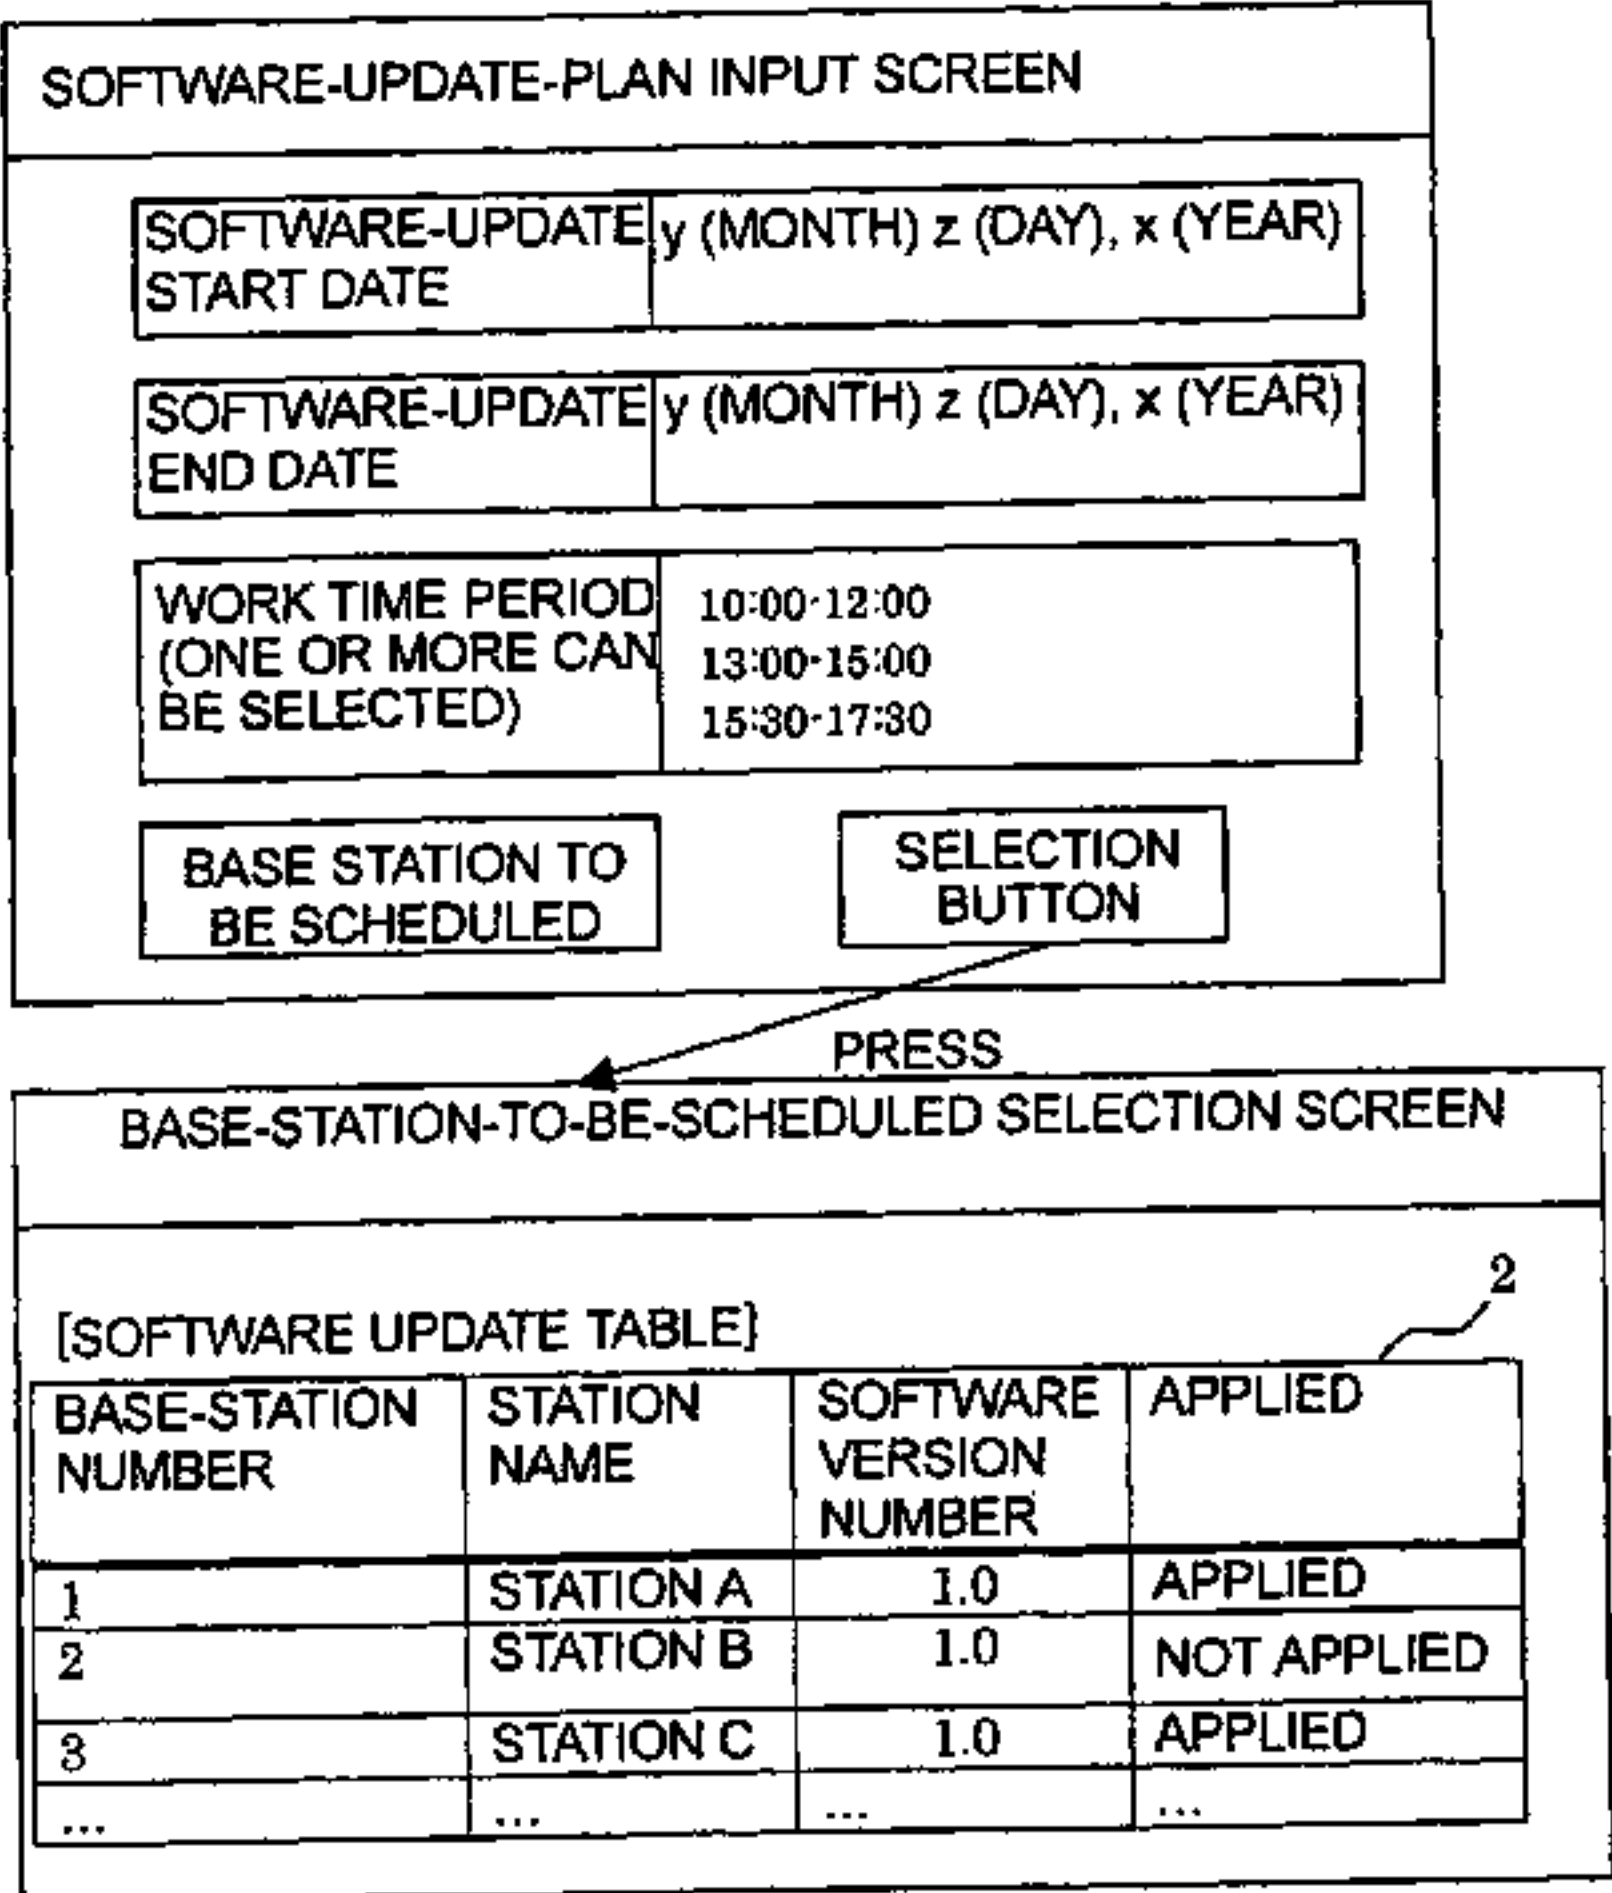 SOFTWARE-UPDATE-PLAN INPUT SCREEN
SOFTWARE-UPDATE START DATE
y (MONTH) z (DAY), x (YEAR)
SOFTWARE-UPDATE END DATE
y (MONTH) z (DAY), x (YEAR)
WORK TIME PERIOD
(ONE OR MORE CAN
BE SELECTED)
10:00-12:00
13:00-15:00
15:30-17:30
BASE STATION TO
BE SCHEDULED
SELECTION
BUTTON
PRESS
BASE-STATION-TO-BE-SCHEDULED SELECTION SCREEN
2
[SOFTWARE UPDATE TABLE]
BASE-STATION
NUMBER
STATION
NAME
SOFTWARE
VERSION
NUMBER
APPLIED
1 STATION A 1.0 APPLIED
2 STATION B 1.0 NOT APPLIED
3 STATION C 1.0 APPLIED
... ... ... ...